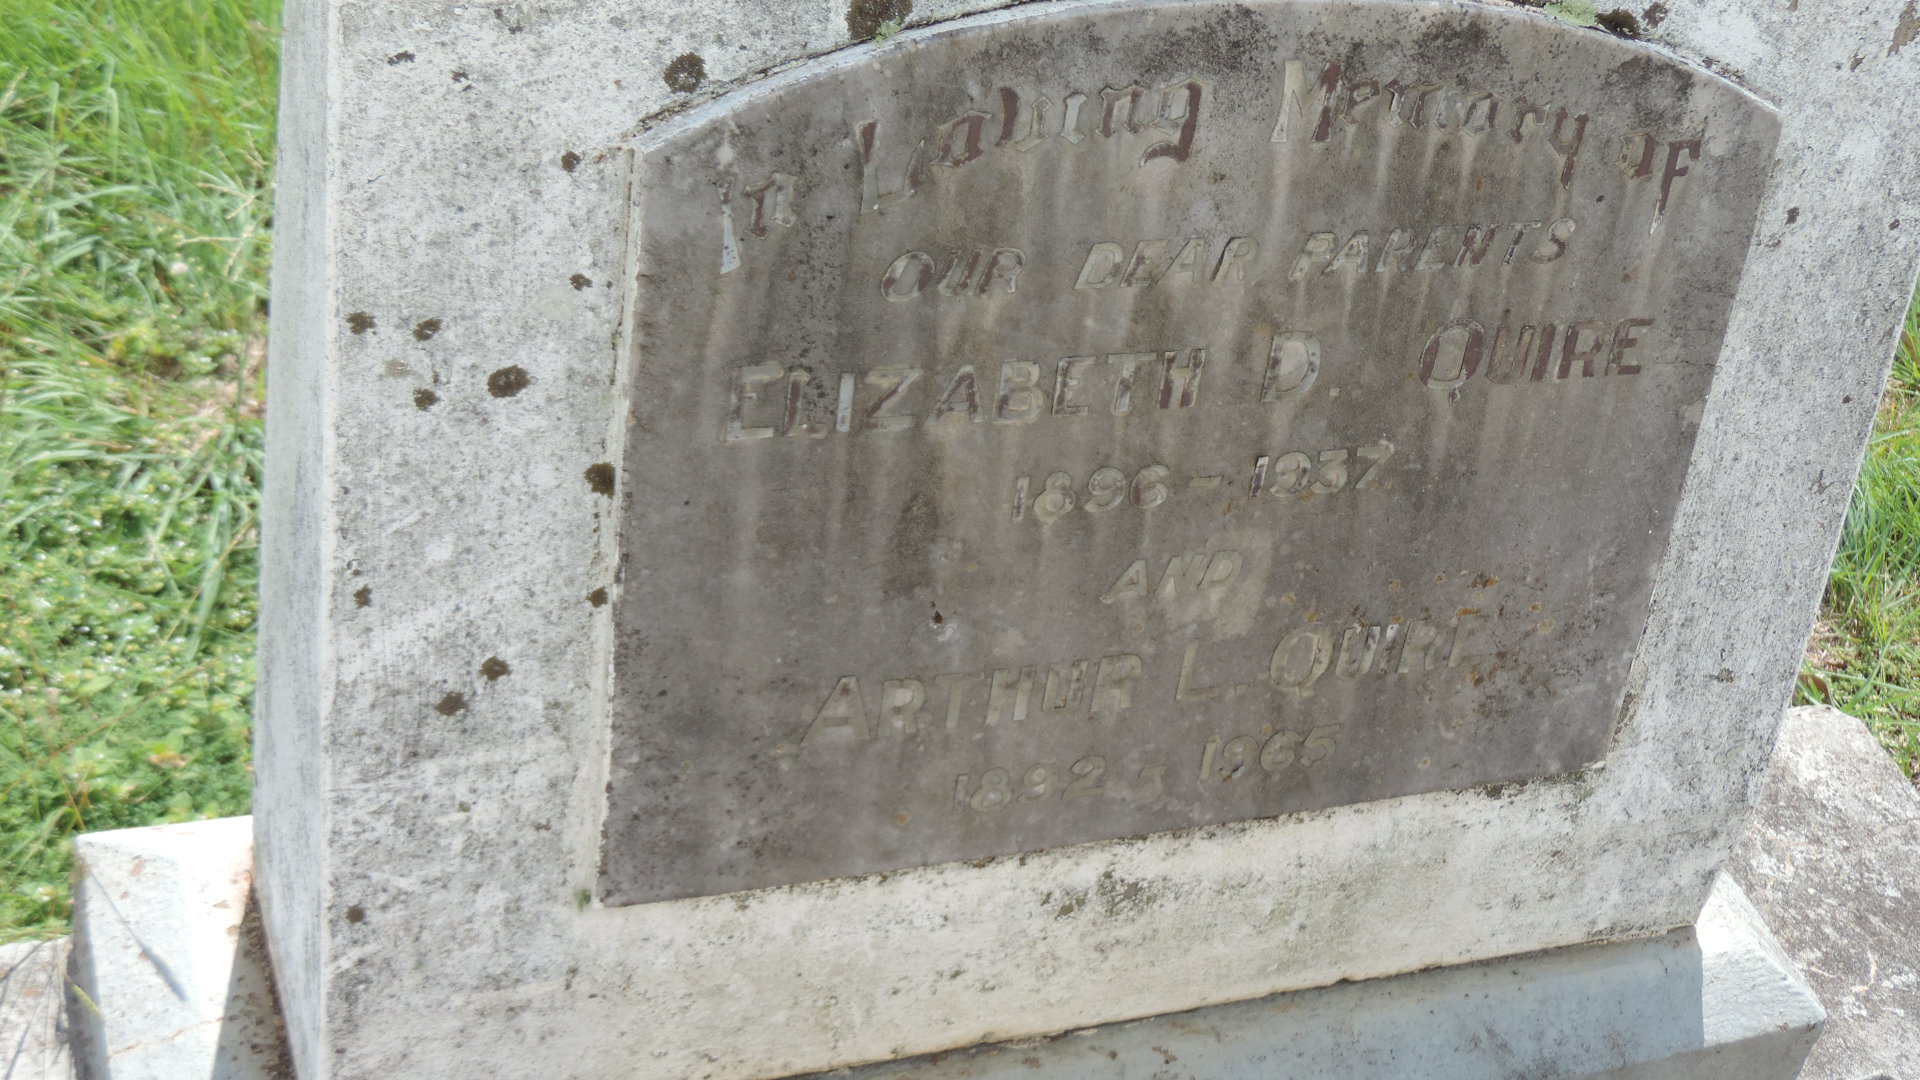 In Loving Memory of
OUR DEAR PARENTS
ELIZABETH D. QUIRE
1896 - 1937
AND
ARTHUR L. QUIRE
1892 - 1965